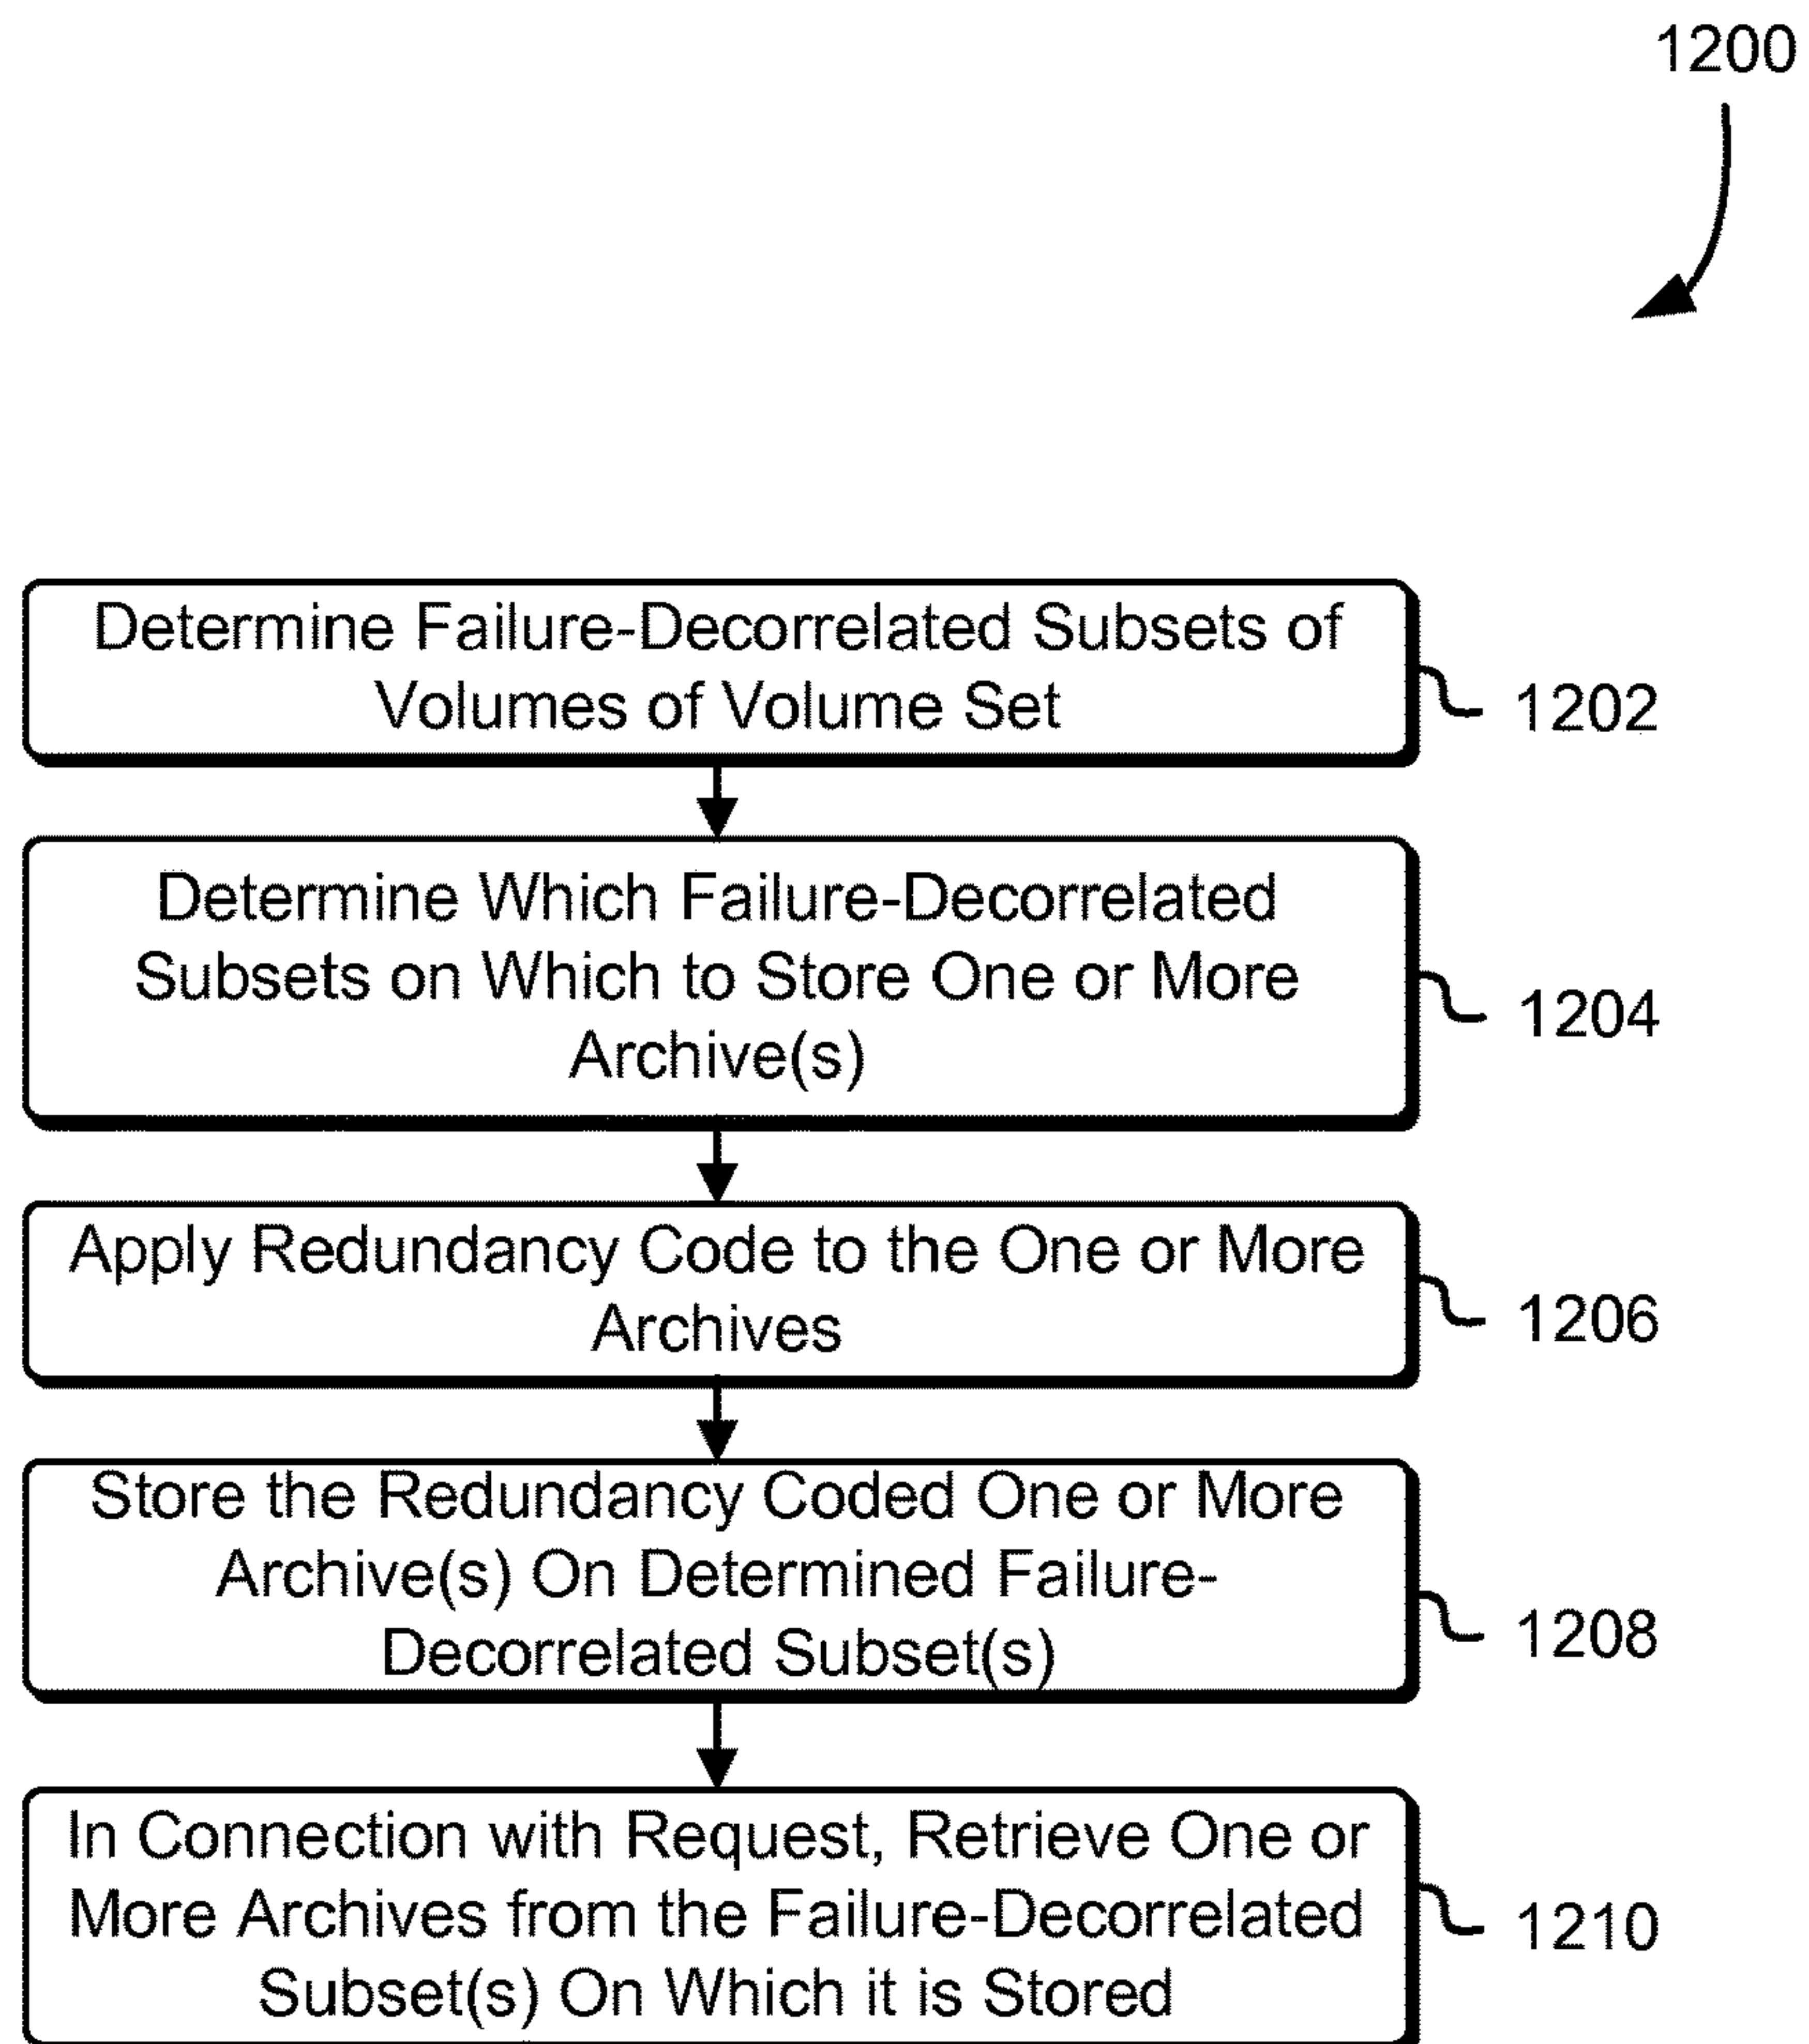 1200
Determine Failure-Decorrelated Subsets of
Volumes of Volume Set
1202
Determine Which Failure-Decorrelated
Subsets on Which to Store One or More
Archive(s)
1204
Apply Redundancy Code to the One or More
Archives
1206
Store the Redundancy Coded One or More
Archive(s) On Determined Failure-
Decorrelated Subset(s)
1208
In Connection with Request, Retrieve One or
More Archives from the Failure-Decorrelated
Subset(s) On Which it is Stored
1210